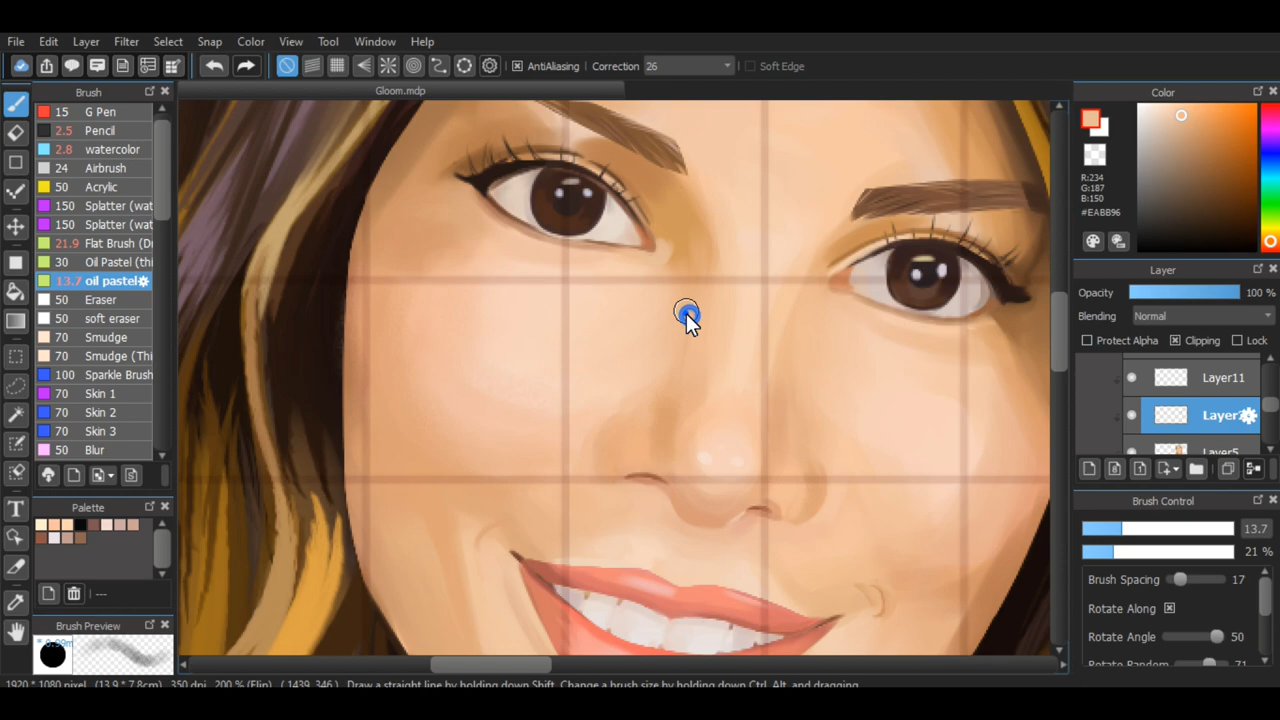 File Edit Layer Filter Select Snap Color View Tool Window Help
AntiAliasing Correction 26 Soft Edge
Brush
Gloom.mdp
15 G Pen
2.5 Pencil
2.8 watercolor
24 Airbrush
50 Acrylic
150 Splatter (wat
150 Splatter (wat
21.9 Flat Brush (D
30 Oil Pastel (thi
13.7 oil pastel
50 Eraser
50 soft eraser
70 Smudge
70 Smudge (Thi
100 Sparkle Brush
70 Skin 1
70 Skin 2
70 Skin 3
50 Blur
Palette
---
Brush Preview
* 0.99m
Color
R:234
G:187
B:150
#EABB96
Layer
Opacity 100 %
Blending Normal
Protect Alpha Clipping Lock
Layer11
Layer
Layer5
8 1
Brush Control
13.7
21 %
Brush Spacing 17
Rotate Along
Rotate Angle 50
Rotate Random 71
1920 * 1080 pixel (13.9 * 7.8cm) 350 dpi 200 % (Flip) ( 1439, 346 ) Draw a straight line by holding down Shift, Change a brush size by holding down Ctrl, Alt, and dragging